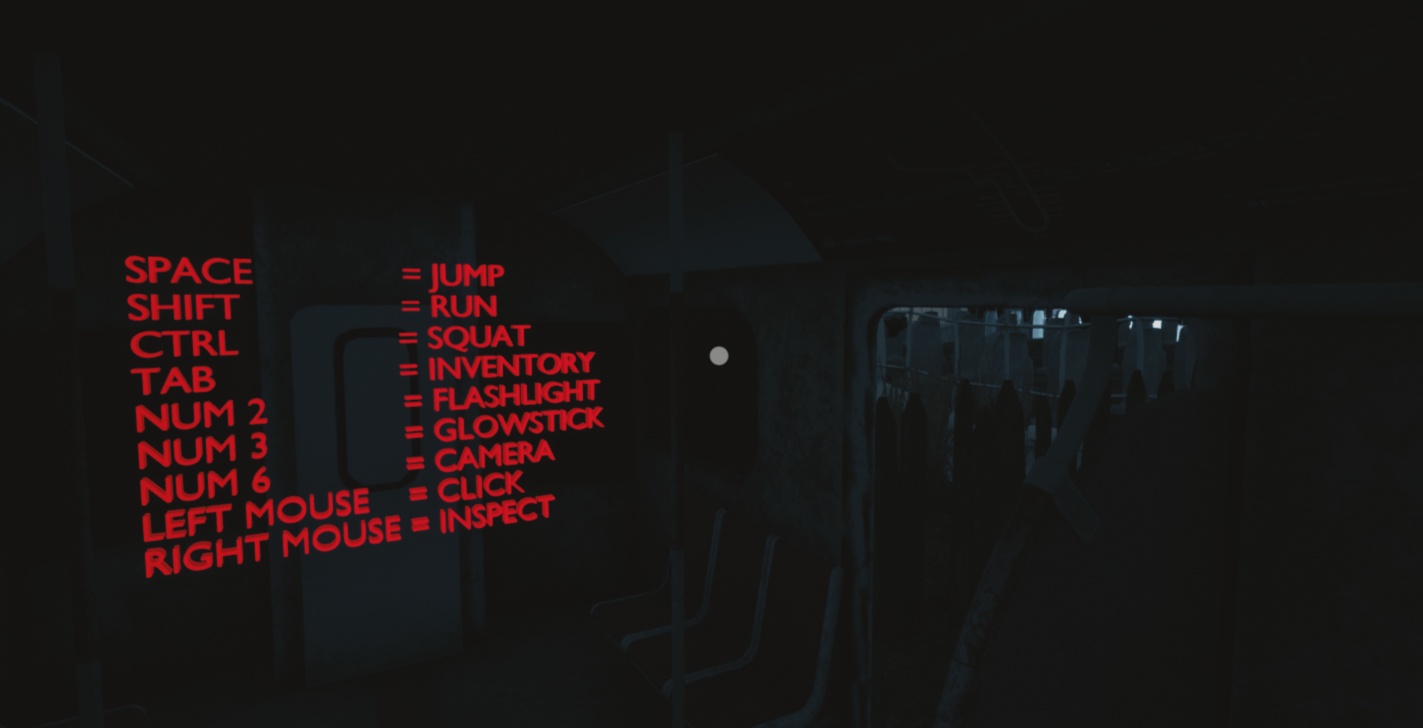 SPACE = JUMP
SHIFT = RUN
CTRL = SQUAT
TAB = INVENTORY
NUM 2 = FLASHLIGHT
NUM 3 = GLOWSTICK
NUM 6 = CAMERA
LEFT MOUSE = CLICK
RIGHT MOUSE = INSPECT